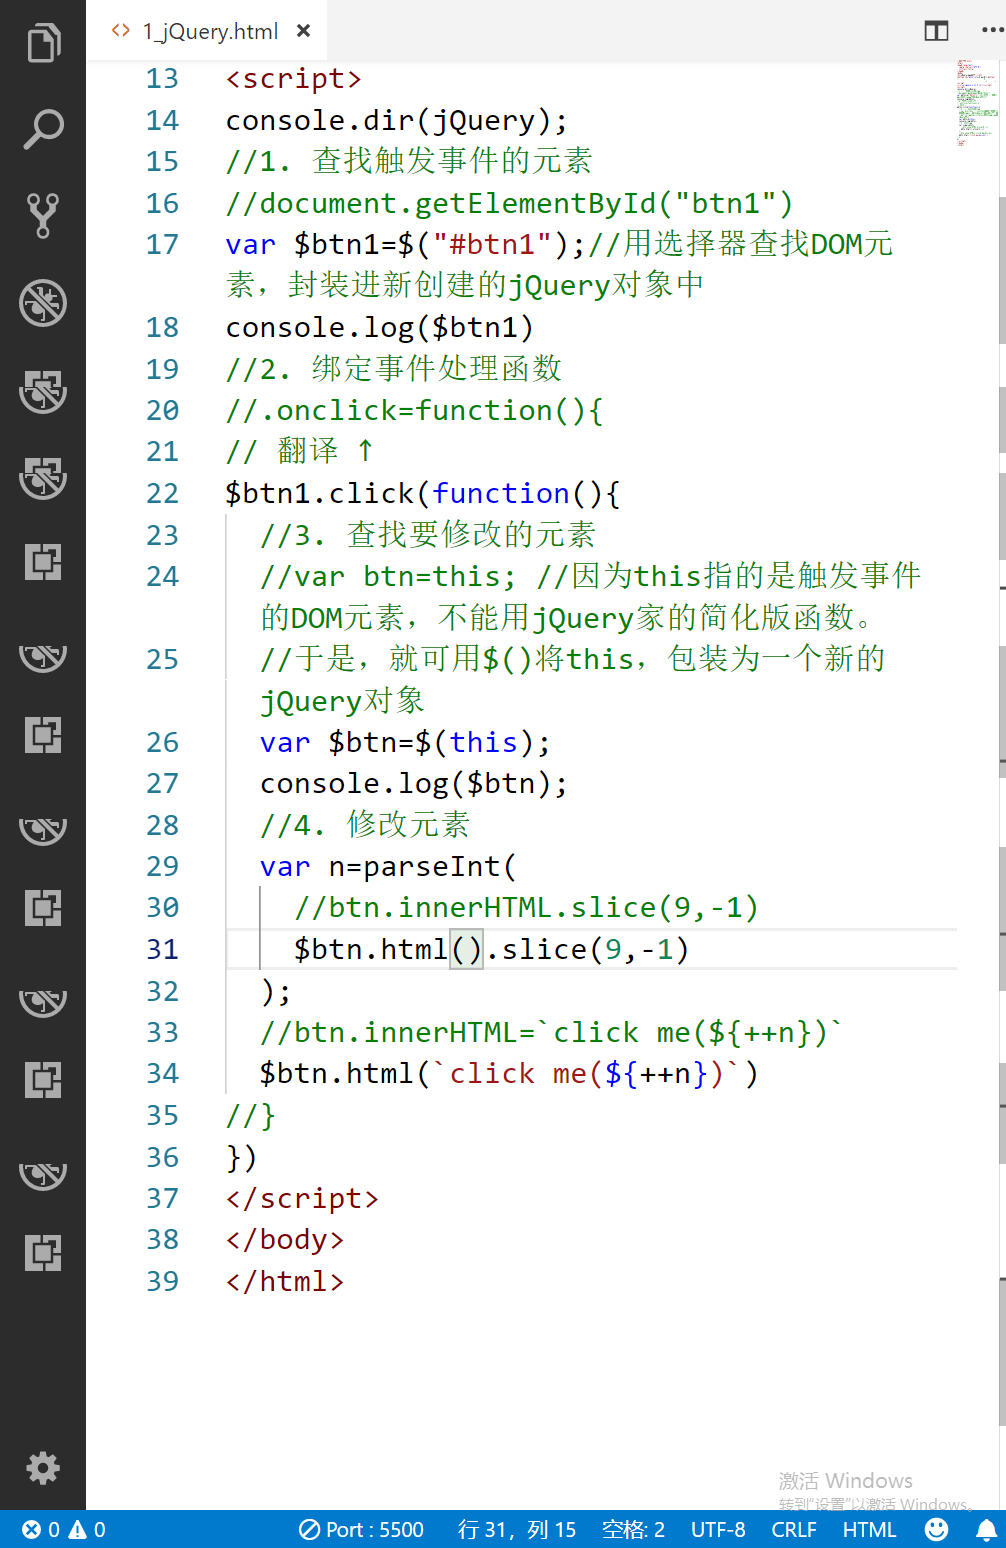 1_jQuery.html
13 <script>
14 console.dir(jQuery);
15 //1. 查找触发事件的元素
16 //document.getElementById("btn1")
17 var $btn1=$("#btn1");//用选择器查找DOM元
素，封装进新创建的jQuery对象中
18 console.log($btn1)
19 //2. 绑定事件处理函数
20 //.onclick=function(){
21 // 翻译 ↑
22 $btn1.click(function(){
23 //3. 查找要修改的元素
24 //var btn=this; //因为this指的是触发事件
的DOM元素，不能用jQuery家的简化版函数。
25 //于是，就可用$()将this，包装为一个新的
jQuery对象
26 var $btn=$(this);
27 console.log($btn);
28 //4. 修改元素
29 var n=parseInt(
30 //btn.innerHTML.slice(9,-1)
31 $btn.html().slice(9,-1)
32 );
33 //btn.innerHTML=`click me(${++n})`
34 $btn.html(`click me(${++n})`)
35 //}
36 })
37 </script>
38 </body>
39 </html>
激活 Windows
转到"设置"以激活 Windows。
0 0 Port : 5500 行 31，列 15 空格: 2 UTF-8 CRLF HTML